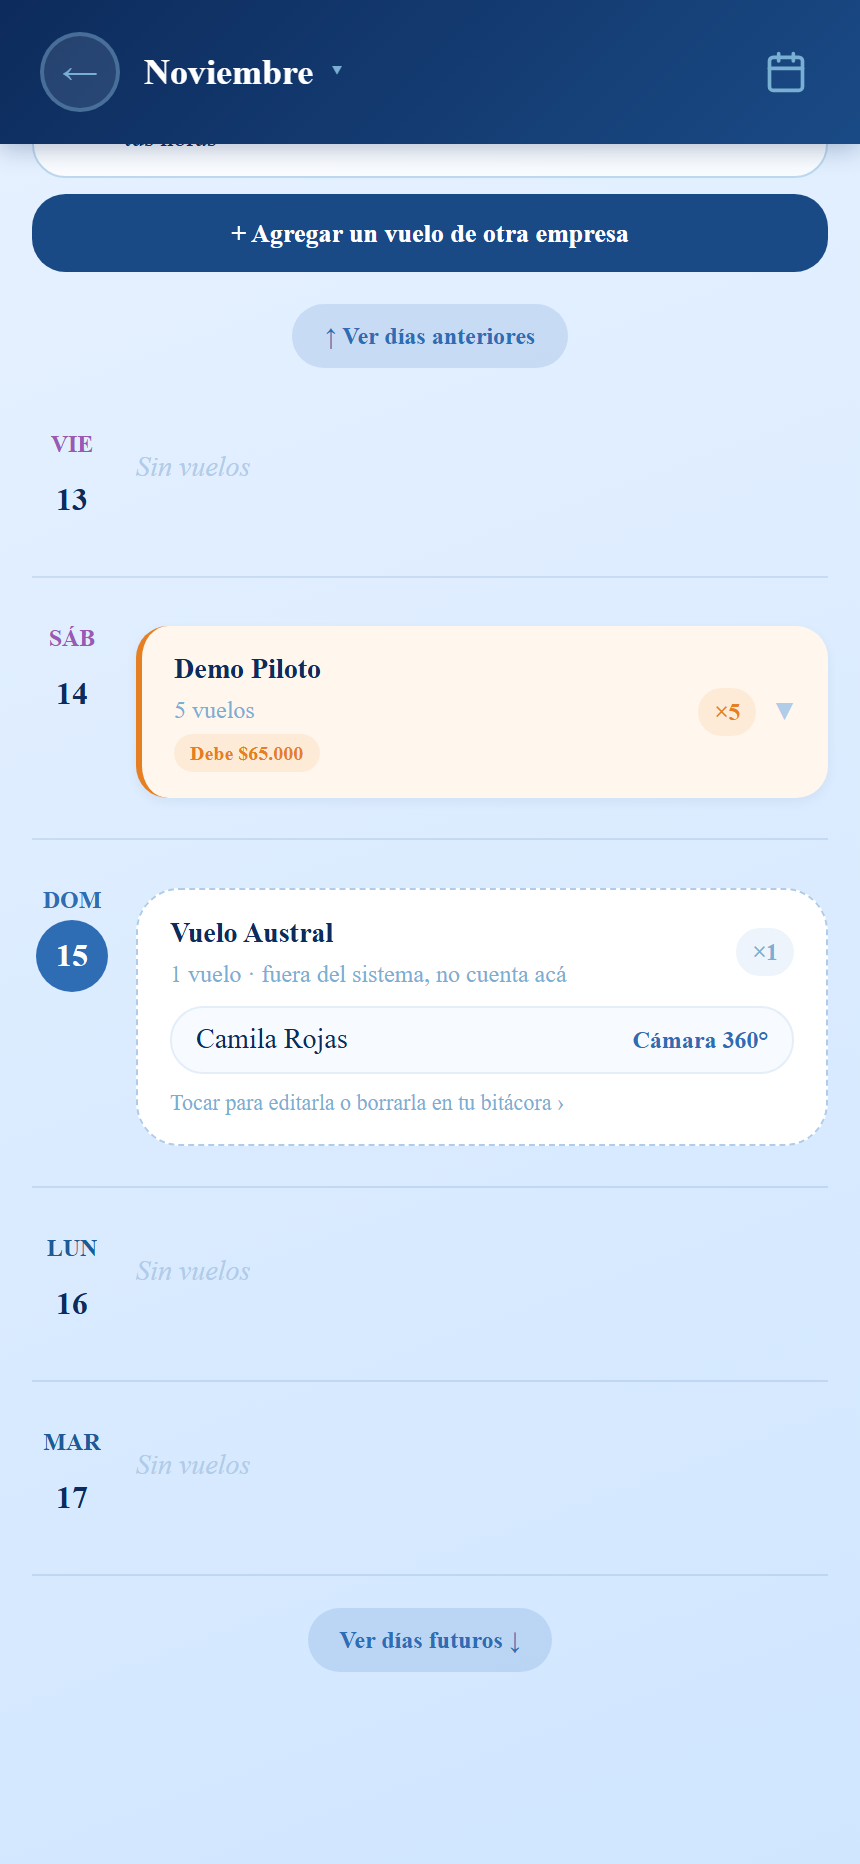 ← Noviembre ▼
+ Agregar un vuelo de otra empresa
↑ Ver días anteriores
VIE
13
Sin vuelos
SÁB
14
Demo Piloto
5 vuelos
Debe $65.000
×5 ▼
DOM
15
Vuelo Austral
1 vuelo · fuera del sistema, no cuenta acá
×1
Camila Rojas Cámara 360°
Tocar para editarla o borrarla en tu bitácora ›
LUN
16
Sin vuelos
MAR
17
Sin vuelos
Ver días futuros ↓